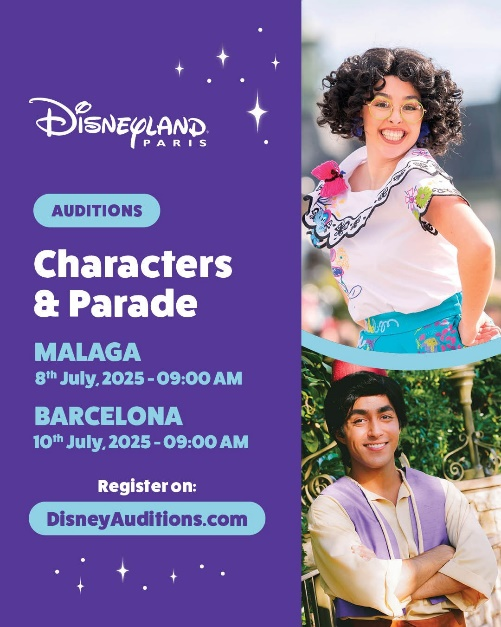 Disneyland
PARIS
AUDITIONS
Characters
& Parade
MALAGA
8th July, 2025 - 09:00 AM
BARCELONA
10th July, 2025 - 09:00 AM
Register on:
DisneyAuditions.com